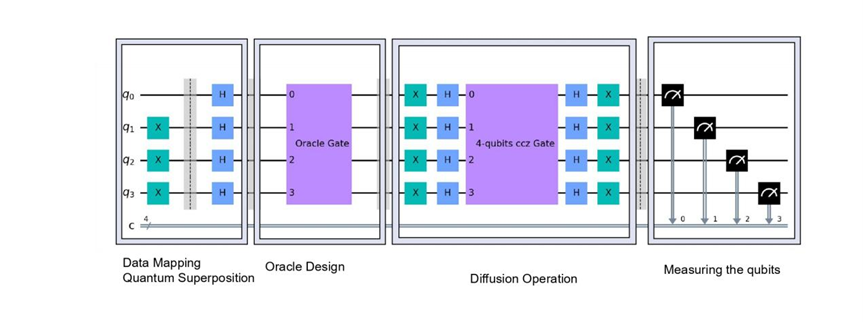 q0 H 0 X H 0 H X
q1 X H 1 X H 1 H X
Oracle Gate 4-qubits ccz Gate
q2 X H 2 X H 2 H X
q3 X H 3 X H 3 H X
c 4 0 1 2 3
Data Mapping
Quantum Superposition
Oracle Design
Diffusion Operation
Measuring the qubits